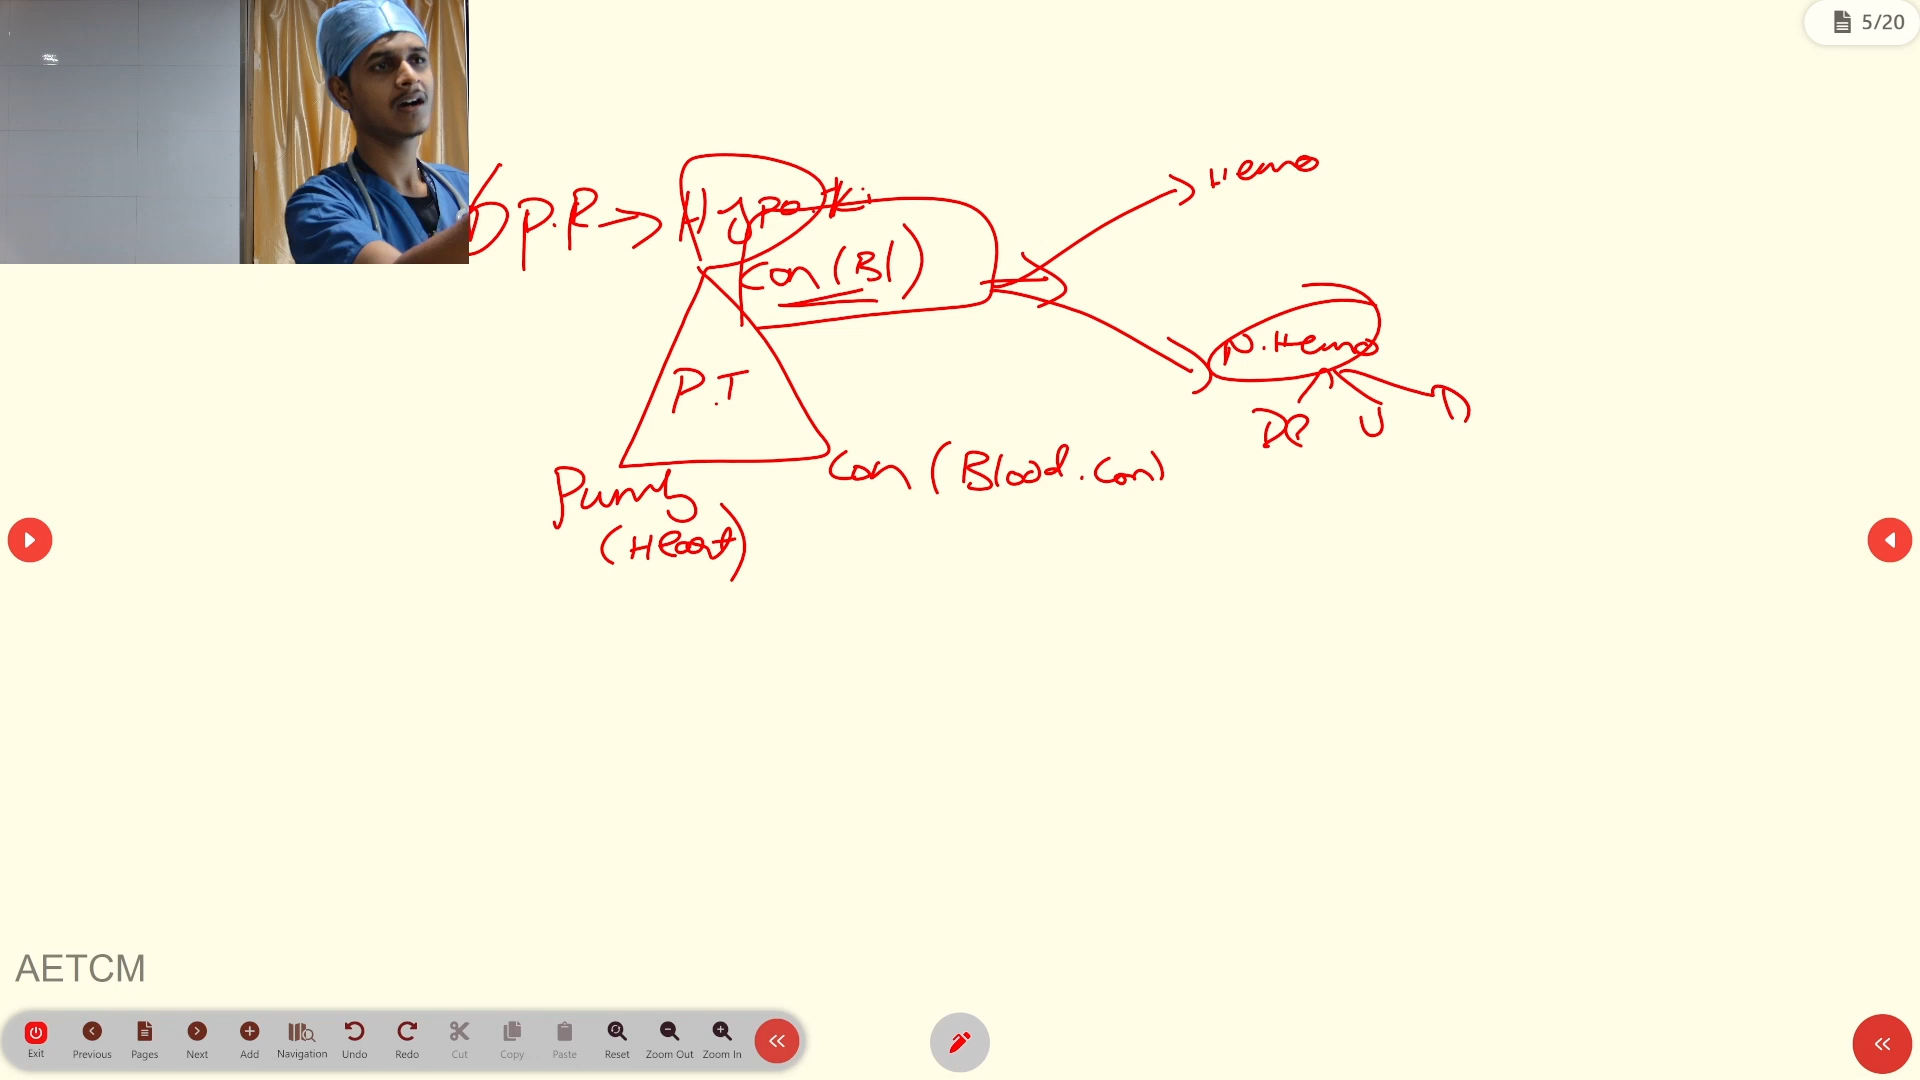 5/20
P.R → Hypo.
Hemo
Con (Bl)
N.Hemo
P.T
U
Con (Blood.Con)
Pump
(Heart)
AETCM
Exit
Previous
Pages
Next
Add
Navigation
Undo
Redo
Cut
Copy
Paste
Reset
Zoom Out
Zoom In